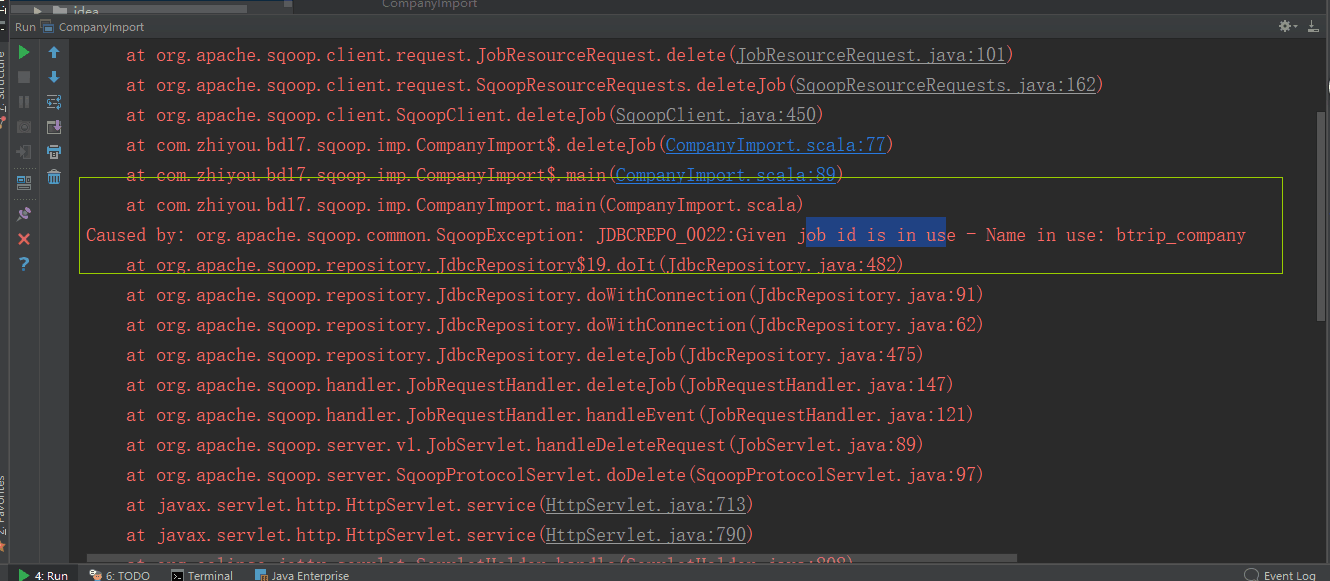 idea
CompanyImport
Run CompanyImport
at org.apache.sqoop.client.request.JobResourceRequest.delete(JobResourceRequest.java:101)
at org.apache.sqoop.client.request.SqoopResourceRequests.deleteJob(SqoopResourceRequests.java:162)
at org.apache.sqoop.client.SqoopClient.deleteJob(SqoopClient.java:450)
at com.zhiyou.bd17.sqoop.imp.CompanyImport$.deleteJob(CompanyImport.scala:77)
at com.zhiyou.bd17.sqoop.imp.CompanyImport$.main(CompanyImport.scala:89)
at com.zhiyou.bd17.sqoop.imp.CompanyImport.main(CompanyImport.scala)
Caused by: org.apache.sqoop.common.SqoopException: JDBCREPO_0022:Given job id is in use - Name in use: btrip_company
at org.apache.sqoop.repository.JdbcRepository$19.doIt(JdbcRepository.java:482)
at org.apache.sqoop.repository.JdbcRepository.doWithConnection(JdbcRepository.java:91)
at org.apache.sqoop.repository.JdbcRepository.doWithConnection(JdbcRepository.java:62)
at org.apache.sqoop.repository.JdbcRepository.deleteJob(JdbcRepository.java:475)
at org.apache.sqoop.handler.JobRequestHandler.deleteJob(JobRequestHandler.java:147)
at org.apache.sqoop.handler.JobRequestHandler.handleEvent(JobRequestHandler.java:121)
at org.apache.sqoop.server.v1.JobServlet.handleDeleteRequest(JobServlet.java:89)
at org.apache.sqoop.server.SqoopProtocolServlet.doDelete(SqoopProtocolServlet.java:97)
at javax.servlet.http.HttpServlet.service(HttpServlet.java:713)
at javax.servlet.http.HttpServlet.service(HttpServlet.java:790)
4: Run 6: TODO Terminal Java Enterprise Event Log